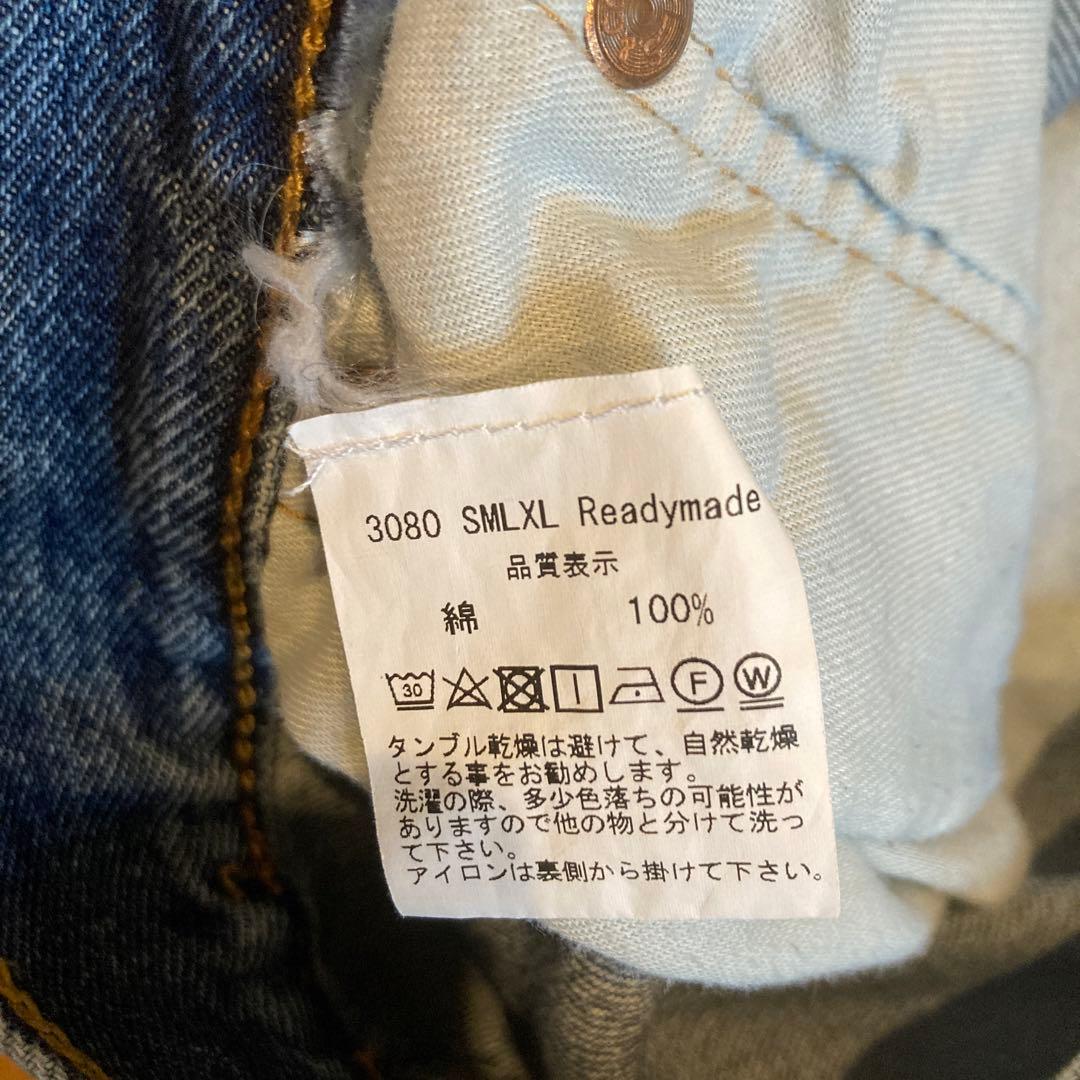 3080 SMLXL Readymade
品質表示
綿 100%
30 F W
タンブル乾燥は避けて、自然乾燥
とする事をお勧めします。
洗濯の際、多少色落ちの可能性が
ありますので他の物と分けて洗っ
て下さい。
アイロンは裏側から掛けて下さい。